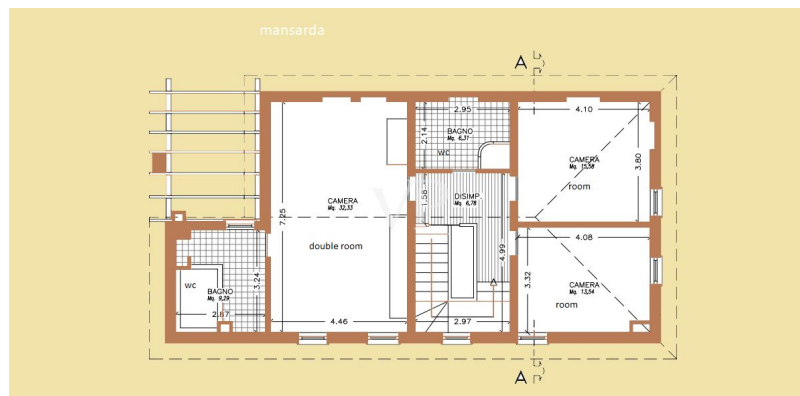 mansarda
A
2.95
4.10
2.14
BAGNO
Mq. 6,31
WC
CAMERA
Mq. 15,58
3.80
room
CAMERA
Mq. 32,33
1.58
DISIMP.
Mq. 6,78
7.25
double room
4.99
4.08
3.32
CAMERA
Mq. 13,54
room
3.24
WC
BAGNO
Mq. 9,29
2.87
4.46
2.97
A